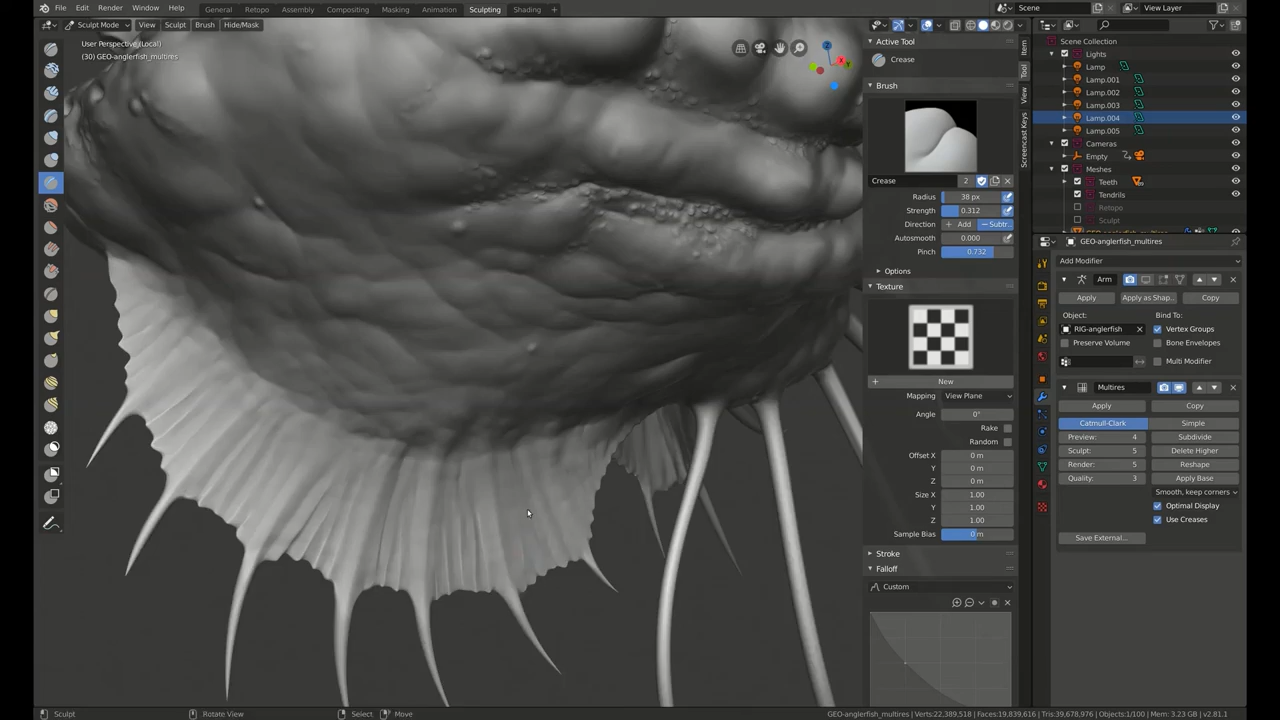 File Edit Render Window Help General Retopo Assembly Compositing Masking Animation Sculpting Shading + Scene View Layer
Sculpt Mode View Sculpt Brush Hide/Mask
User Perspective (Local)
(30) GEO-anglerfish_multires
Z
X
Y
Item
Tool
View
Screencast Keys
Active Tool
Crease
Brush
Crease 2
Radius 38 px
Strength 0.312
Direction + Add − Subtr..
Autosmooth 0.000
Pinch 0.732
Options
Texture
+ New
Mapping View Plane
Angle 0°
Rake
Random
Offset X 0 m
Y 0 m
Z 0 m
Size X 1.00
Y 1.00
Z 1.00
Sample Bias 0 m
Stroke
Falloff
Custom
Scene Collection
Lights
Lamp
Lamp.001
Lamp.002
Lamp.003
Lamp.004
Lamp.005
Cameras
Empty
Meshes
Teeth
Tendrils
Retopo
Sculpt
GEO-anglerfish_multires
GEO-anglerfish_multires
Add Modifier
Arm
Apply Apply as Shap.. Copy
Object: Bind To:
RIG-anglerfish Vertex Groups
Preserve Volume Bone Envelopes
Multi Modifier
Multires
Apply Copy
Catmull-Clark Simple
Preview: 4 Subdivide
Sculpt: 5 Delete Higher
Render: 5 Reshape
Quality: 3 Apply Base
Smooth, keep corners
Optimal Display
Use Creases
Save External...
Sculpt Rotate View Select Move GEO-anglerfish_multires | Verts:22,389,518 | Faces:19,839,616 | Tris:39,678,976 | Objects:1/100 | Mem: 3.23 GB | v2.81.1